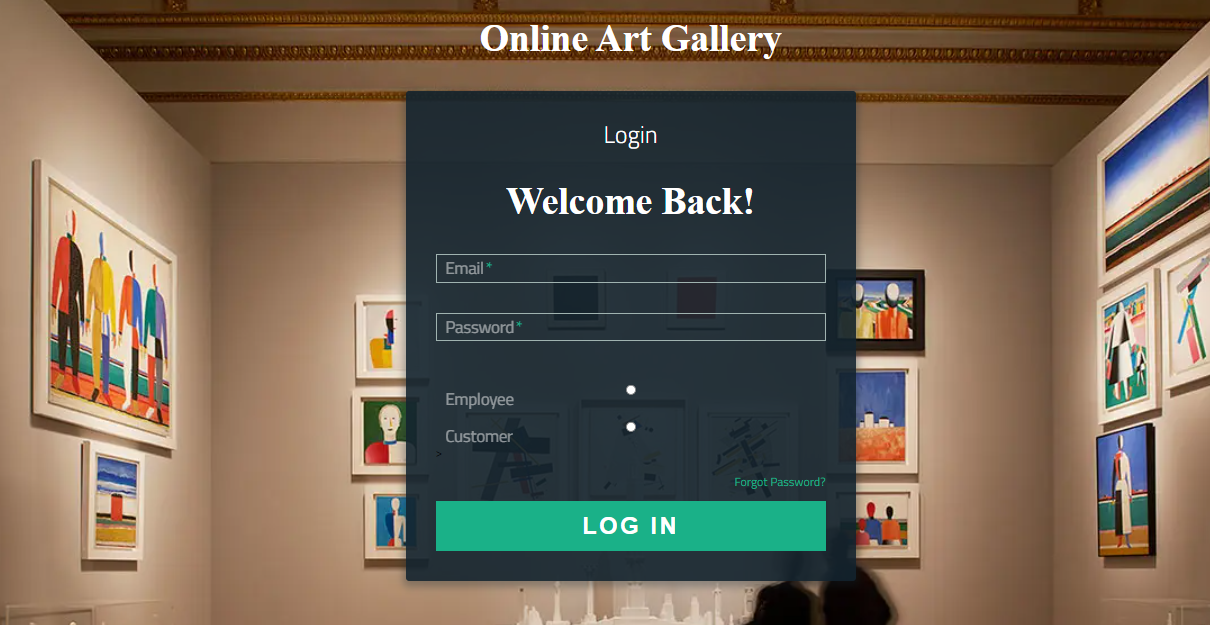 Online Art Gallery
Login
Welcome Back!
Email*
Password*
Employee
Customer
>
Forgot Password?
LOG IN